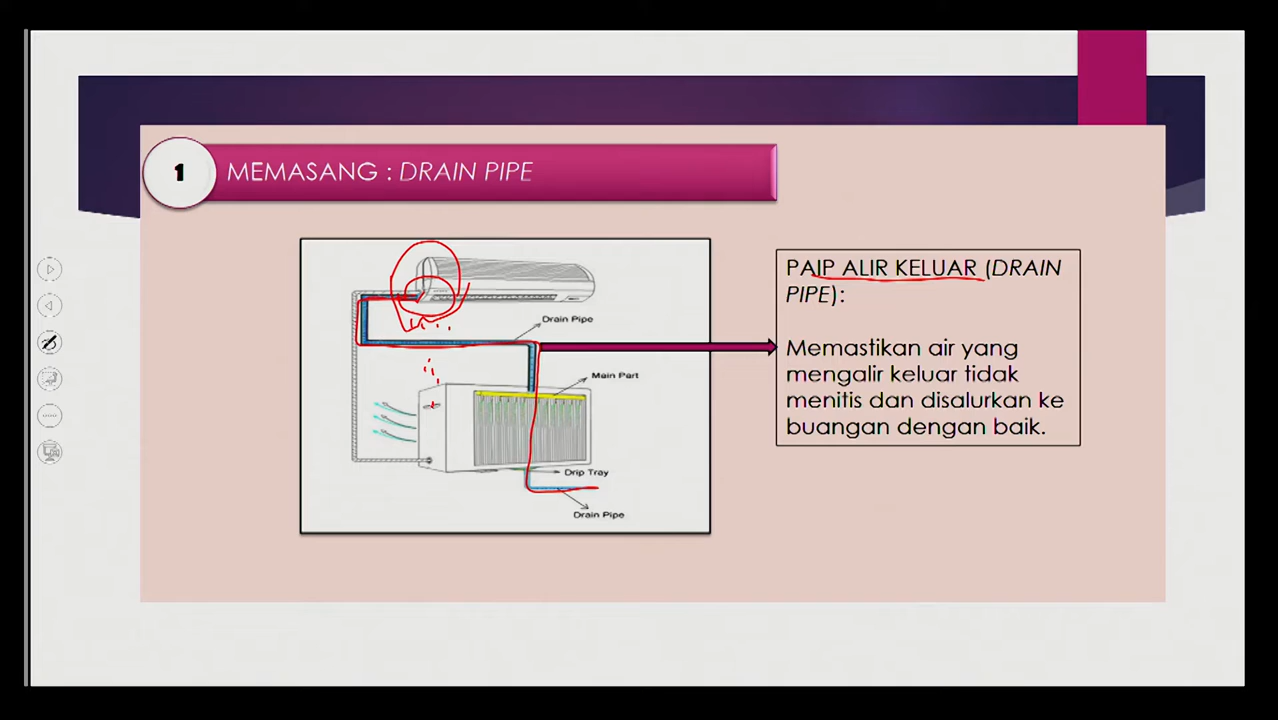 1
MEMASANG : DRAIN PIPE
Drain Pipe
Main Part
Drip Tray
Drain Pipe
PAIP ALIR KELUAR (DRAIN
PIPE):
Memastikan air yang
mengalir keluar tidak
menitis dan disalurkan ke
buangan dengan baik.